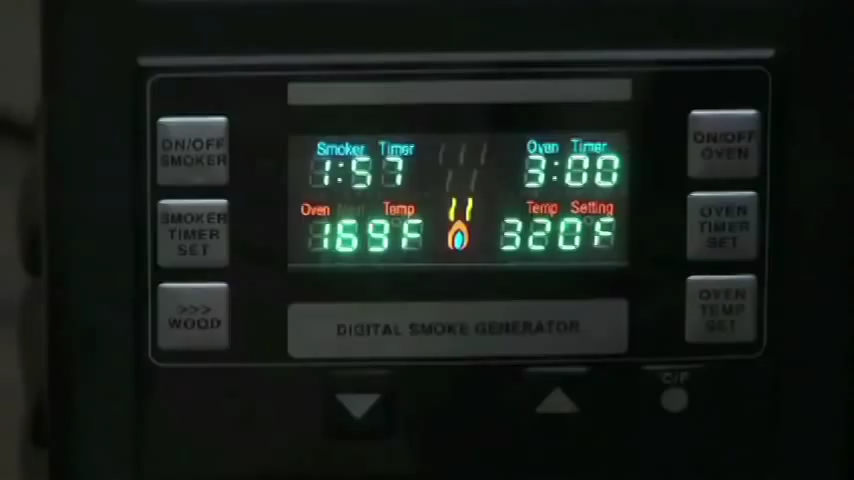 ON/OFF
SMOKER
SMOKER
TIMER
SET
>>>
WOOD
Smoker Timer
1:57
Oven Timer
3:00
Oven Temp
169F
Temp Setting
320°F
DIGITAL SMOKE GENERATOR
ON/OFF
OVEN
OVEN
TIMER
SET
OVEN
TEMP
SET
C/F